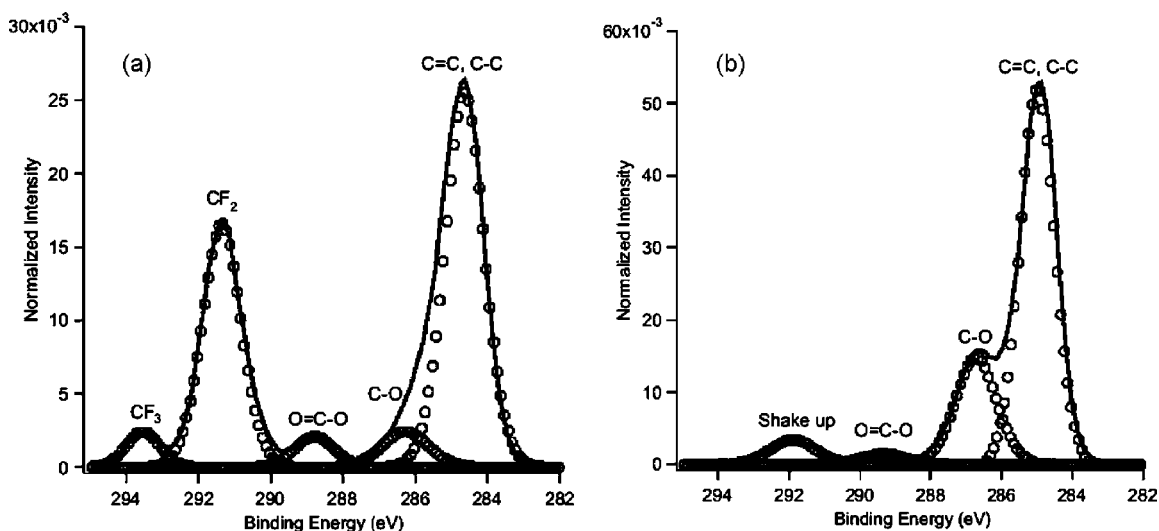 30x10⁻³
(a)
C=C, C-C
25
20
CF₂
15
10
5
CF₃
O=C-O
C-O
0
294 292 290 288 286 284 282
Binding Energy (eV)
Normalized Intensity
60x10⁻³
(b)
C=C, C-C
50
40
30
20
C-O
10
Shake up
O=C-O
0
294 292 290 288 286 284 282
Binding Energy (eV)
Normalized Intensity